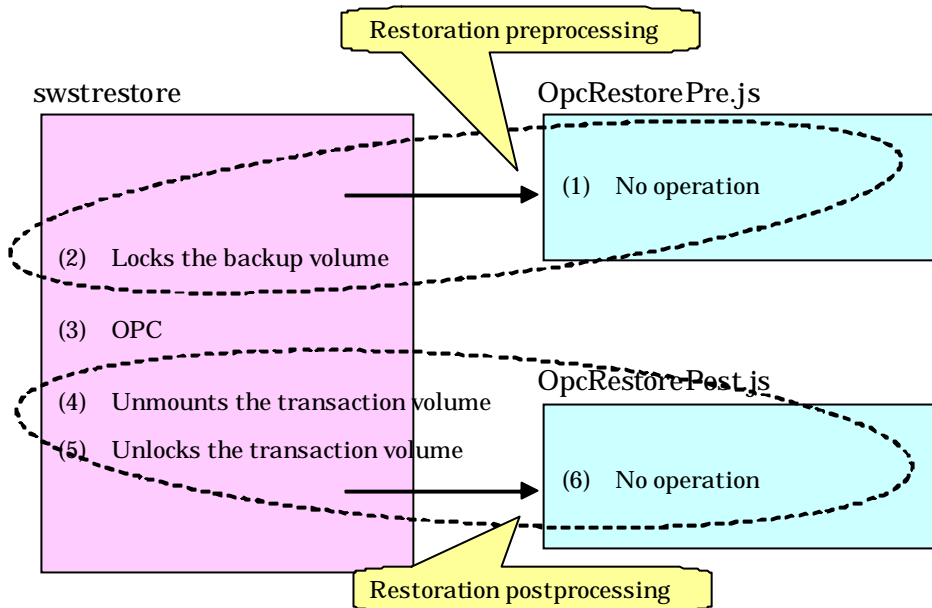 Restoration preprocessing
swstrestore
OpcRestorePre.js
(1) No operation
(2) Locks the backup volume
(3) OPC
OpcRestorePost.js
(4) Unmounts the transaction volume
(5) Unlocks the transaction volume
(6) No operation
Restoration postprocessing